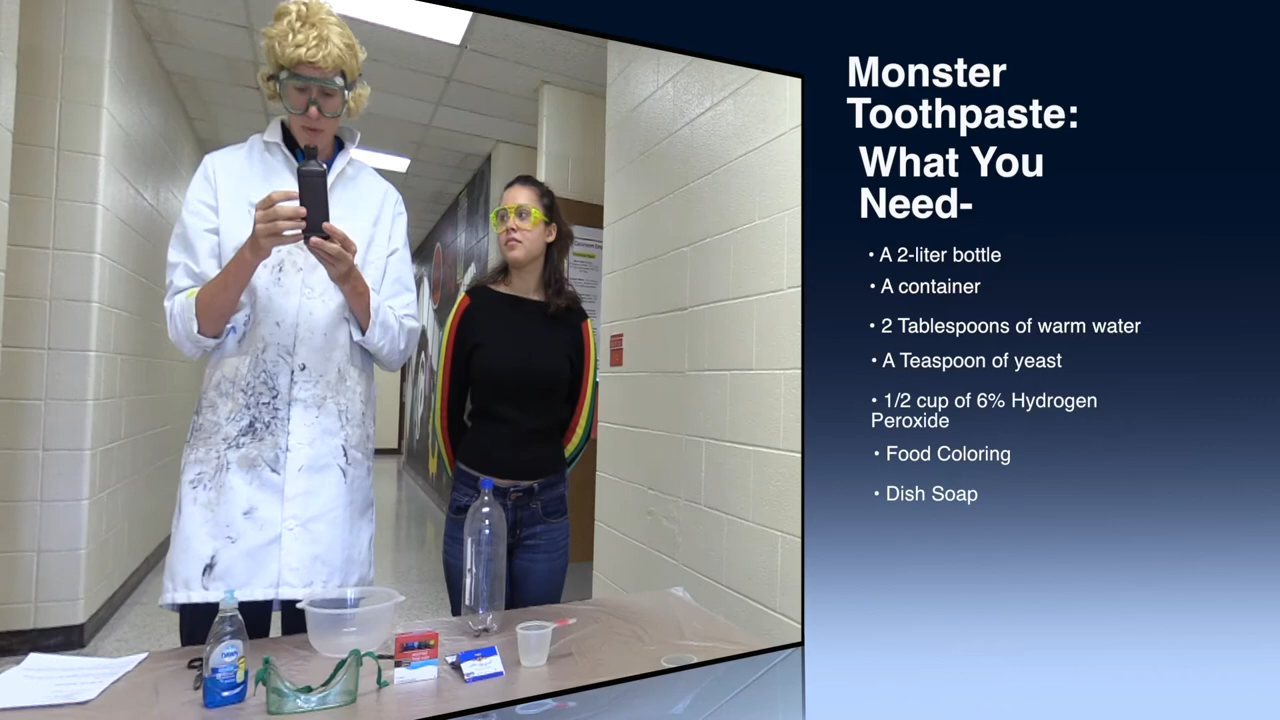 Monster
Toothpaste:
What You
Need-
• A 2-liter bottle
• A container
• 2 Tablespoons of warm water
• A Teaspoon of yeast
• 1/2 cup of 6% Hydrogen
Peroxide
• Food Coloring
• Dish Soap
DAWN